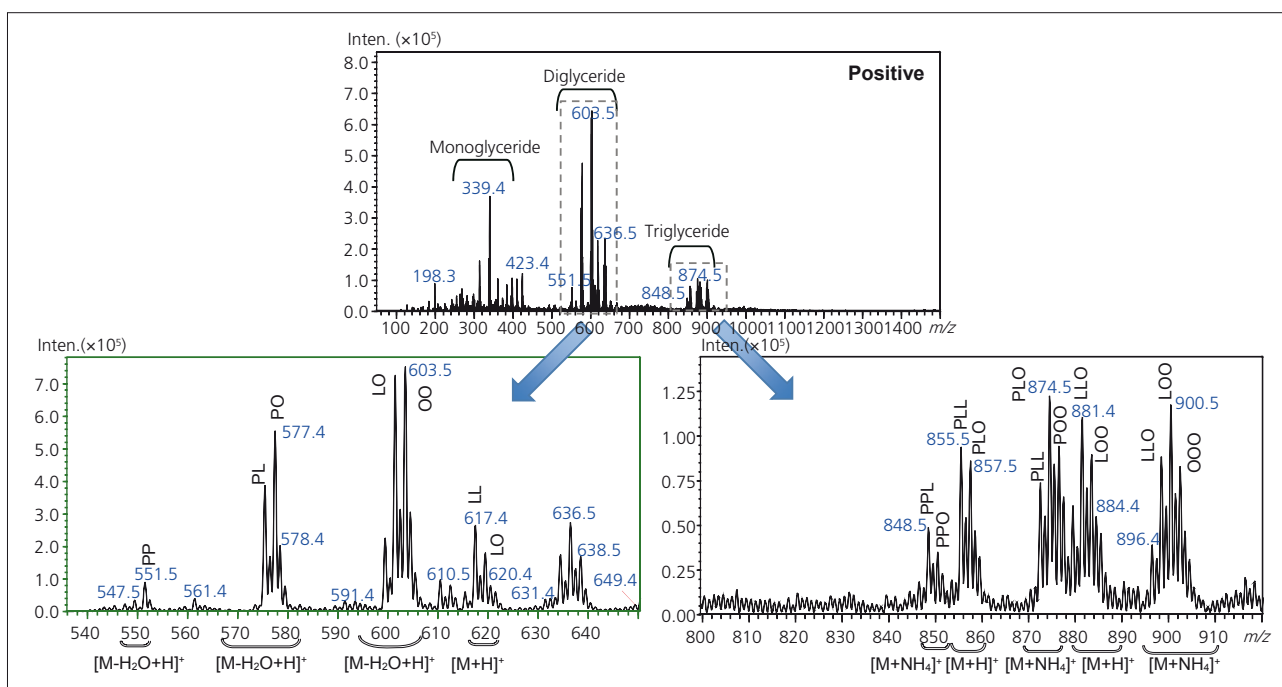 Inten. (×10⁵)
Positive
8.0
7.0
6.0
5.0
4.0
3.0
2.0
1.0
0.0
Diglyceride
603.5
Monoglyceride
339.4
Triglyceride
636.5
198.3
423.4
551.5
848.5
874.5
100 200 300 400 500 600 700 800 900 1000 1100 1200 1300 1400 m/z
Inten.(×10⁵)
7.0
6.0
5.0
4.0
3.0
2.0
1.0
0.0
LO
603.5
OO
PO
577.4
PL
578.4
LL
617.4
LO
636.5
638.5
PP
551.5
547.5
561.4
591.4
610.5
620.4
631.4
649.4
540 550 560 570 580 590 600 610 620 630 640
[M-H₂O+H]⁺ [M-H₂O+H]⁺ [M-H₂O+H]⁺ [M+H]⁺
Inten.(×10⁵)
1.25
1.00
0.75
0.50
0.25
0.00
PLO
874.5
LLO
881.4
LOO
900.5
PLL
855.5
PLO
857.5
POO
LOO
LLO
OOO
PLL
PPL
848.5
PPO
884.4
896.4
800 810 820 830 840 850 860 870 880 890 900 910 m/z
[M+NH₄]⁺ [M+H]⁺ [M+NH₄]⁺ [M+H]⁺ [M+NH₄]⁺